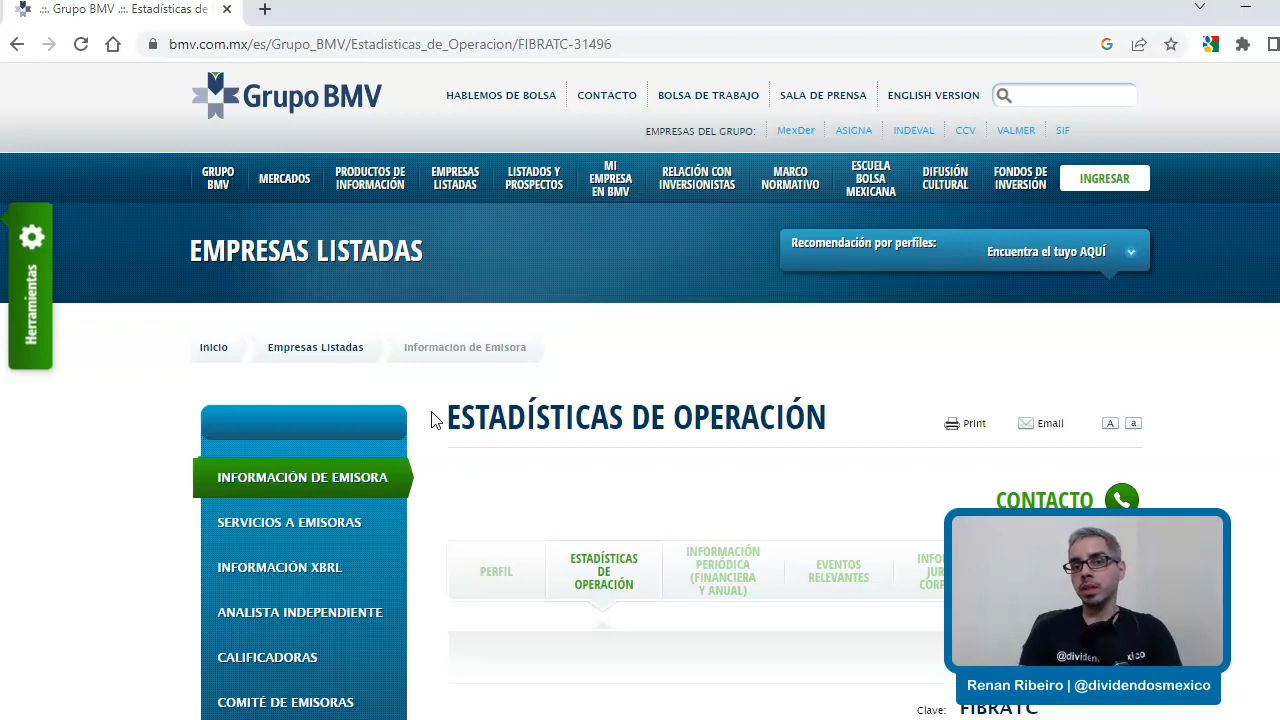 .:. Grupo BMV .:. Estadísticas de
bmv.com.mx/es/Grupo_BMV/Estadisticas_de_Operacion/FIBRATC-31496
Grupo BMV
HABLEMOS DE BOLSA
CONTACTO
BOLSA DE TRABAJO
SALA DE PRENSA
ENGLISH VERSION
EMPRESAS DEL GRUPO:
MexDer
ASIGNA
INDEVAL
CCV
VALMER
SIF
GRUPO
BMV
MERCADOS
PRODUCTOS DE
INFORMACIÓN
EMPRESAS
LISTADAS
LISTADOS Y
PROSPECTOS
MI
EMPRESA
EN BMV
RELACIÓN CON
INVERSIONISTAS
MARCO
NORMATIVO
ESCUELA
BOLSA
MEXICANA
DIFUSIÓN
CULTURAL
FONDOS DE
INVERSIÓN
INGRESAR
Herramientas
EMPRESAS LISTADAS
Recomendación por perfiles:
Encuentra el tuyo AQUÍ
Inicio
Empresas Listadas
Información de Emisora
INFORMACIÓN DE EMISORA
SERVICIOS A EMISORAS
INFORMACIÓN XBRL
ANALISTA INDEPENDIENTE
CALIFICADORAS
COMITÉ DE EMISORAS
ESTADÍSTICAS DE OPERACIÓN
Print
Email
A
a
CONTACTO
PERFIL
ESTADÍSTICAS
DE
OPERACIÓN
INFORMACIÓN
PERIÓDICA
(FINANCIERA
Y ANUAL)
EVENTOS
RELEVANTES
Clave: FIBRATC
Renan Ribeiro | @dividendosmexico